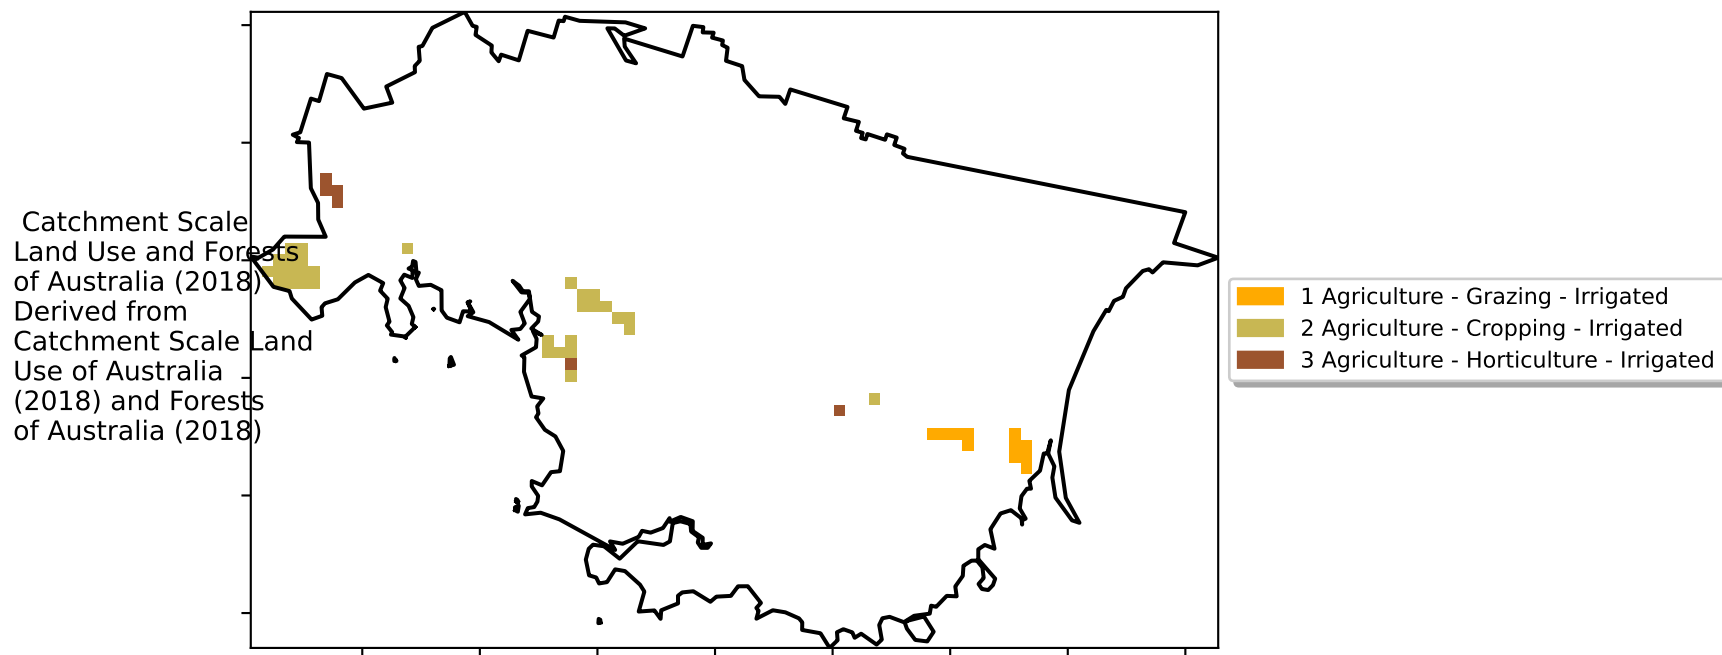 Catchment Scale
Land Use and Forests
of Australia (2018)
Derived from
Catchment Scale Land
Use of Australia
(2018) and Forests
of Australia (2018)
1 Agriculture - Grazing - Irrigated
2 Agriculture - Cropping - Irrigated
3 Agriculture - Horticulture - Irrigated